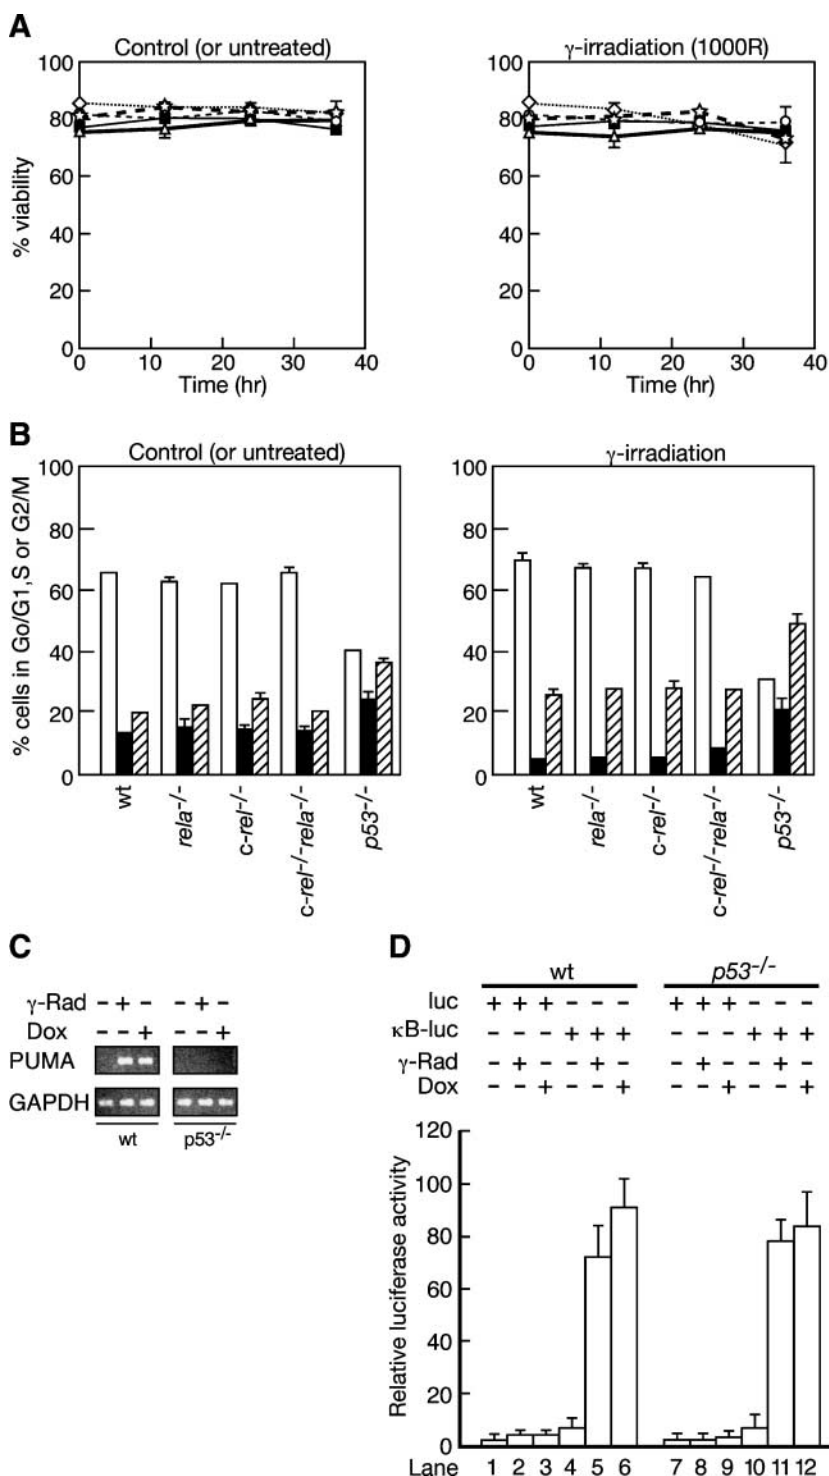 A
Control (or untreated)
γ-irradiation (1000R)
% viability
100
80
60
40
20
0
0 10 20 30 40
Time (hr)
100
80
60
40
20
0
0 10 20 30 40
Time (hr)
B
Control (or untreated)
γ-irradiation
% cells in Go/G1,S or G2/M
100
80
60
40
20
0
wt
rela-/-
c-rel-/-
c-rel-/-rela-/-
p53-/-
100
80
60
40
20
0
wt
rela-/-
c-rel-/-
c-rel-/-rela-/-
p53-/-
C
γ-Rad - + - - + -
Dox - - + - - +
PUMA
GAPDH
wt p53-/-
D
wt p53-/-
luc + + + - - - + + + - - -
κB-luc - - - + + + - - - + + +
γ-Rad - + - - + - - + - - + -
Dox - - + - - + - - + - - +
Relative luciferase activity
120
100
80
60
40
20
0
Lane 1 2 3 4 5 6 7 8 9 10 11 12